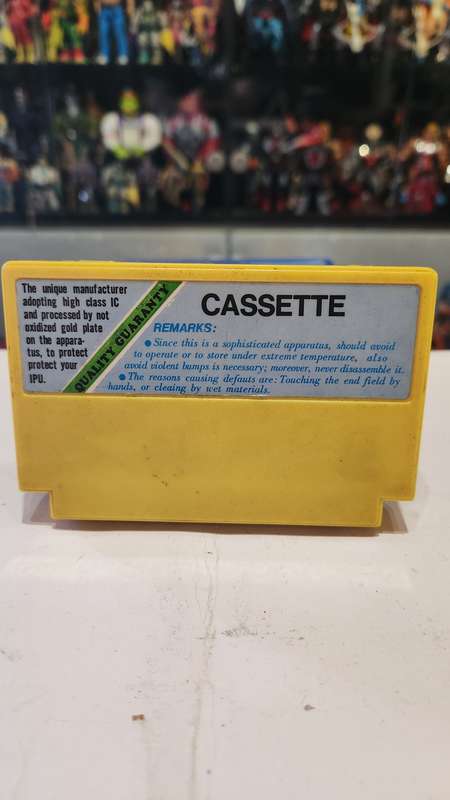 The unique manufacturer
adopting high class IC
and processed by not
oxidized gold plate
on the appara-
tus, to protect
protect your
IPU.
QUALITY GUARANTY
CASSETTE
REMARKS:
● Since this is a sophisticated apparatus, should avoid
to operate or to store under extreme temperature, also
avoid violent bumps is necessary; moreover, never disassemble it.
● The reasons causing defauts are: Touching the end field by
hands, or cleaing by wet materials.